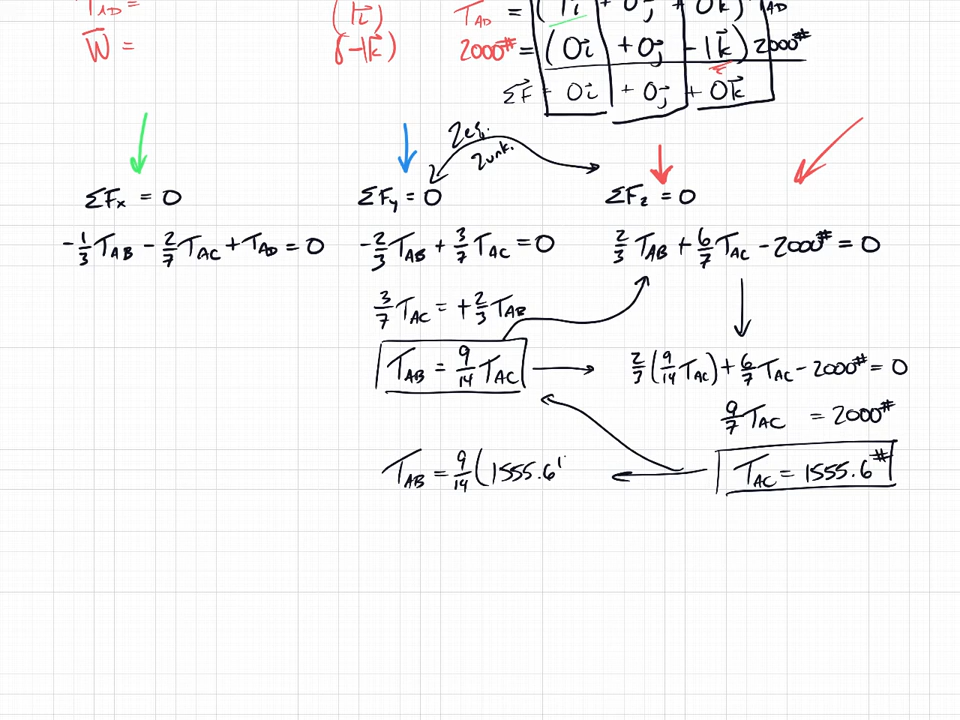 T_AD =
(1i⃗)
T_AD = (1i⃗ + 0j⃗ + 0k⃗) T_AD
W̄ =
(-1k⃗)
2000# = (0i⃗ + 0j⃗ - 1k⃗) 2000#
ΣF⃗ = 0i⃗ + 0j⃗ + 0k⃗
2eq.
2unk.
ΣFx = 0
ΣFy = 0
ΣFz = 0
-1/3 T_AB - 2/7 T_AC + T_AD = 0
-2/3 T_AB + 3/7 T_AC = 0
2/3 T_AB + 6/7 T_AC - 2000# = 0
3/7 T_AC = +2/3 T_AB
T_AB = 9/14 T_AC
2/3 (9/14 T_AC) + 6/7 T_AC - 2000# = 0
9/7 T_AC = 2000#
T_AC = 1555.6#
T_AB = 9/14 (1555.6